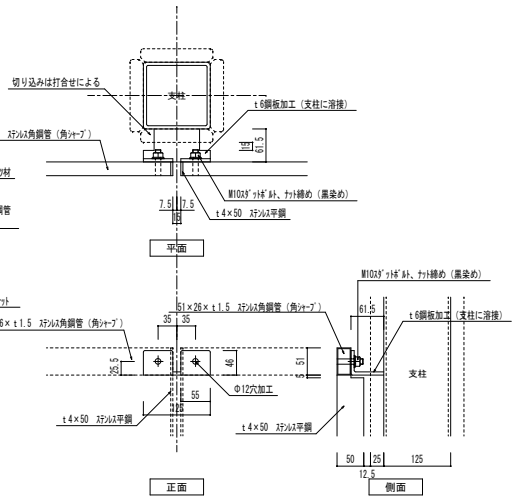 切り込みは打合せによる
支柱
t6鋼板加工（支柱に溶接）
ｽﾃﾝﾚｽ角鋼管（角ｼｬｰﾌﾟ）
15
61.5
M10ｽﾀｯﾄﾞﾎﾞﾙﾄ、ﾅｯﾄ締め（黒染め）
7.5
7.5
15
t4×50 ｽﾃﾝﾚｽ平鋼
鋼管
平面
M10ｽﾀｯﾄﾞﾎﾞﾙﾄ、ﾅｯﾄ締め（黒染め）
51×26×t1.5 ｽﾃﾝﾚｽ角鋼管（角ｼｬｰﾌﾟ）
61.5
6×t1.5 ｽﾃﾝﾚｽ角鋼管（角ｼｬｰﾌﾟ）
35
35
t6鋼板加工（支柱に溶接）
25.5
46
51
5
支柱
Φ12穴加工
55
125
t4×50 ｽﾃﾝﾚｽ平鋼
t4×50 ｽﾃﾝﾚｽ平鋼
50
25
125
12.5
正面
側面